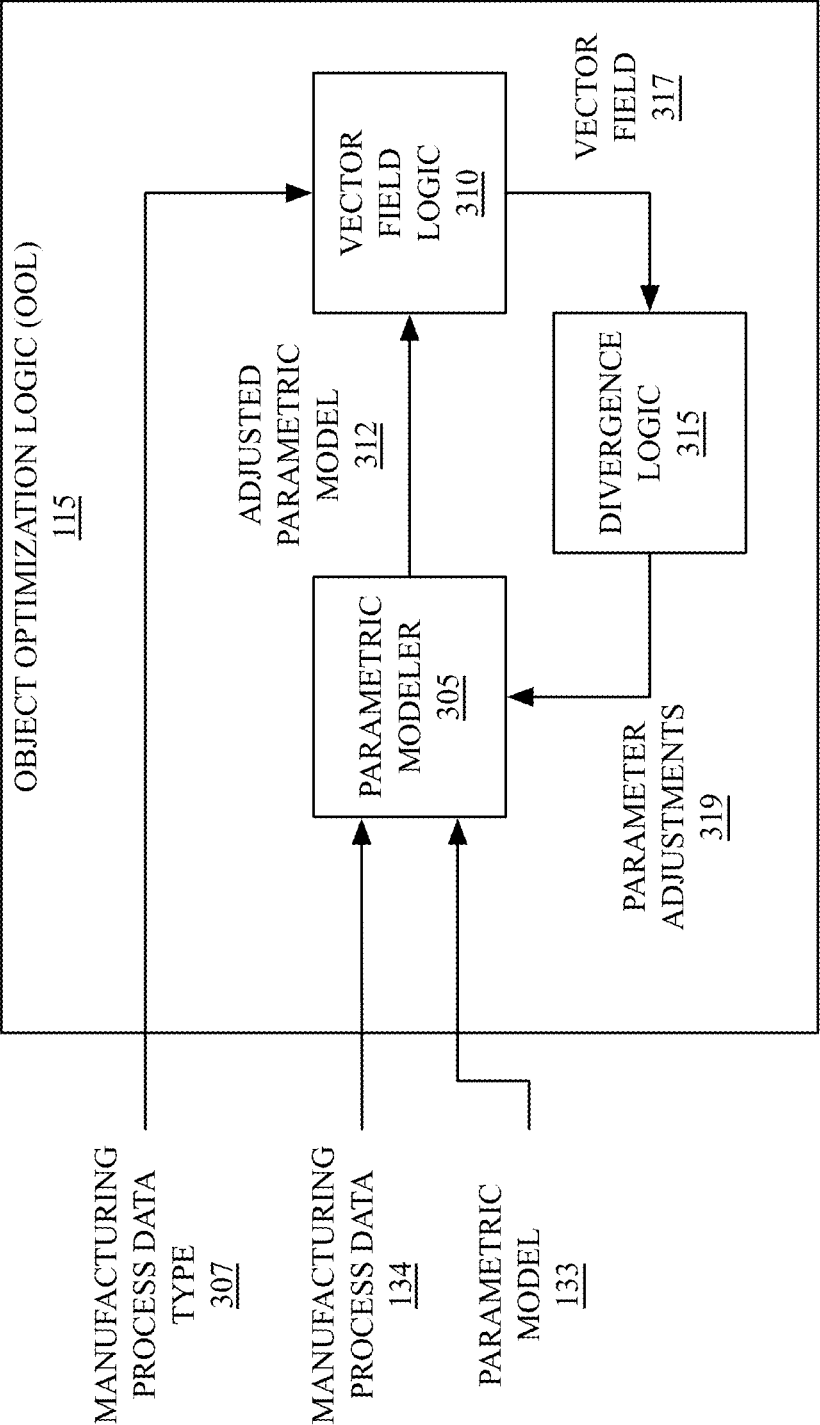 OBJECT OPTIMIZATION LOGIC (OOL)
115
MANUFACTURING
PROCESS DATA
TYPE
307
MANUFACTURING
PROCESS DATA
134
PARAMETRIC
MODEL
133
PARAMETRIC
MODELER
305
ADJUSTED
PARAMETRIC
MODEL
312
VECTOR
FIELD
LOGIC
310
VECTOR
FIELD
317
DIVERGENCE
LOGIC
315
PARAMETER
ADJUSTMENTS
319